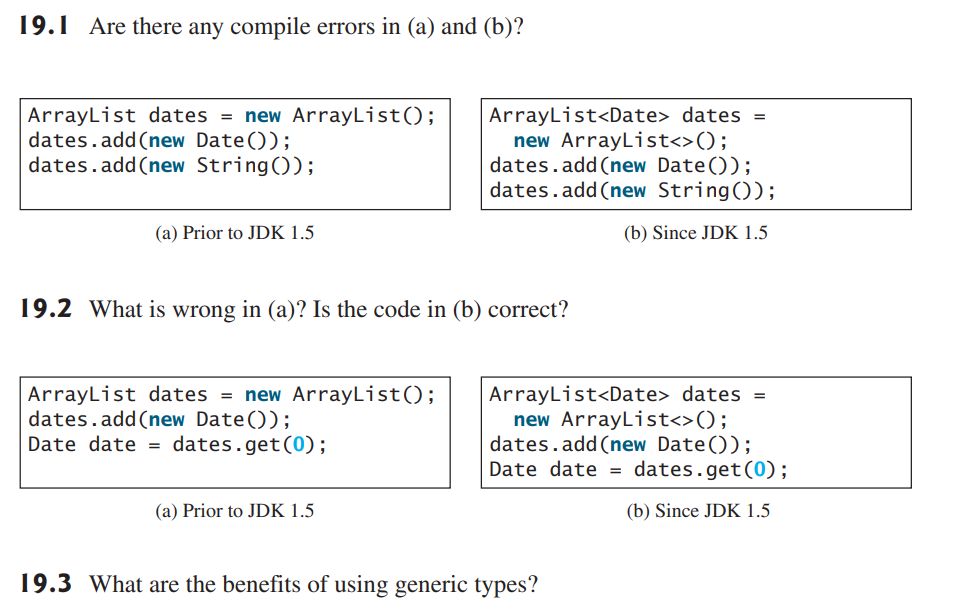 19.1 Are there any compile errors in (a) and (b)?
ArrayList dates = new ArrayList();
dates.add(new Date());
dates.add(new String());
(a) Prior to JDK 1.5
ArrayList<Date> dates =
  new ArrayList<>();
dates.add(new Date());
dates.add(new String());
(b) Since JDK 1.5
19.2 What is wrong in (a)? Is the code in (b) correct?
ArrayList dates = new ArrayList();
dates.add(new Date());
Date date = dates.get(0);
(a) Prior to JDK 1.5
ArrayList<Date> dates =
  new ArrayList<>();
dates.add(new Date());
Date date = dates.get(0);
(b) Since JDK 1.5
19.3 What are the benefits of using generic types?